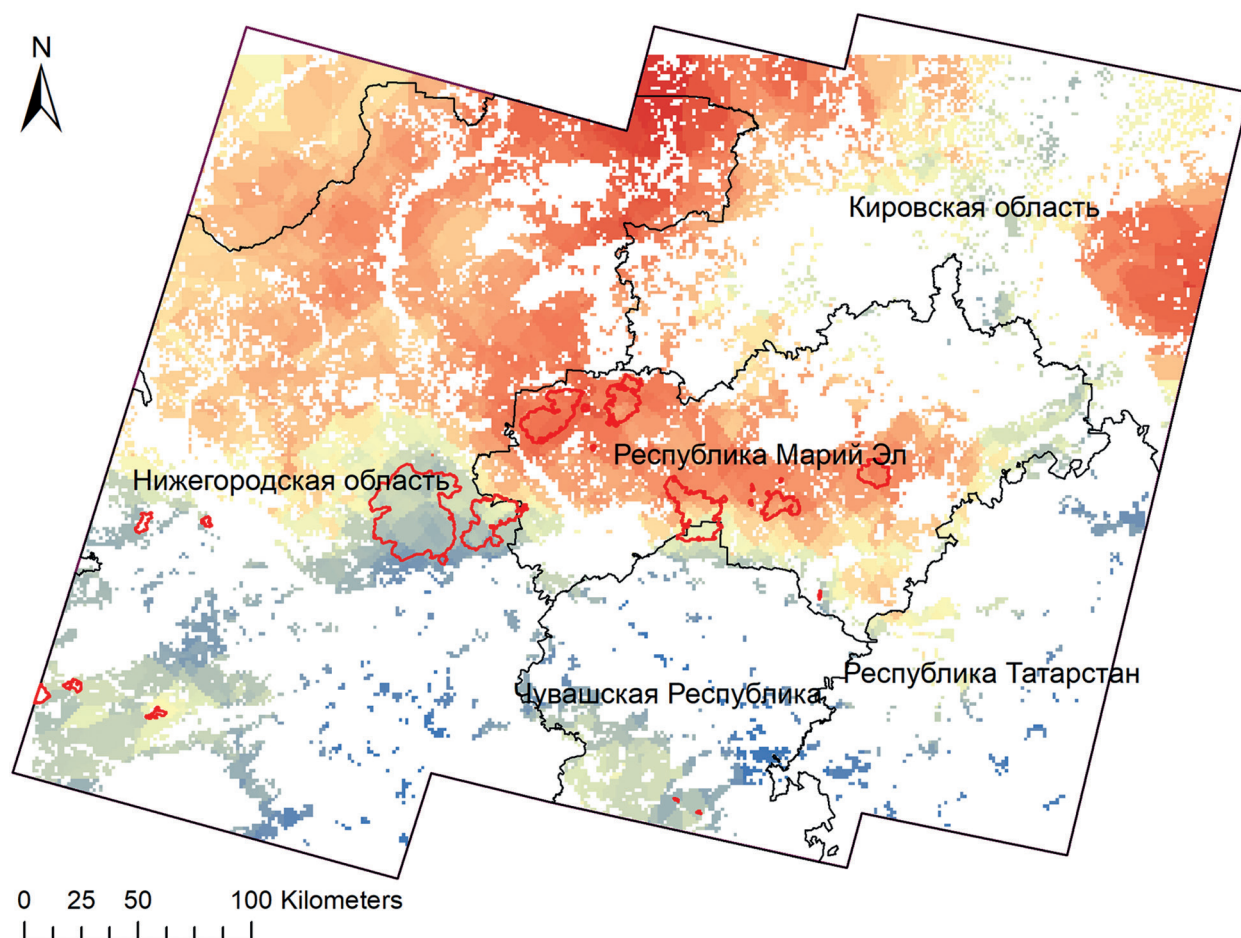 N
Кировская область
Республика Марий Эл
Нижегородская область
Республика Татарстан
Чувашская Республика
0 25 50 100 Kilometers